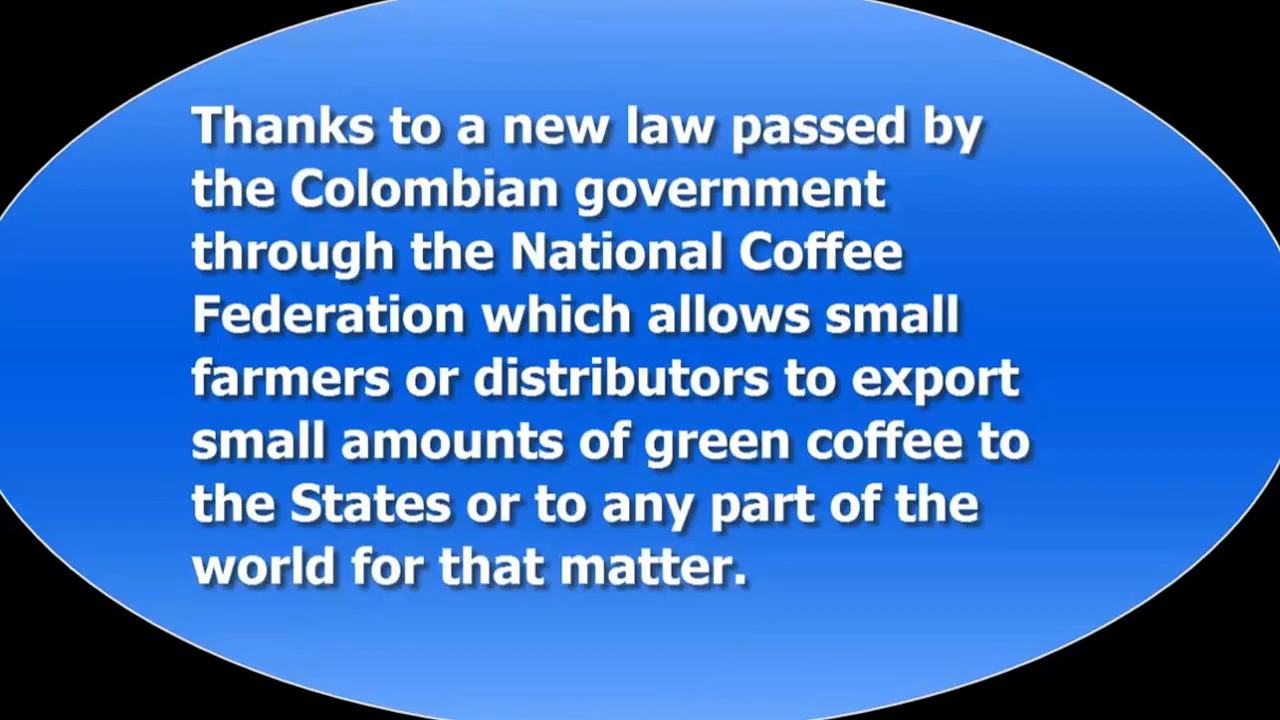 Thanks to a new law passed by
the Colombian government
through the National Coffee
Federation which allows small
farmers or distributors to export
small amounts of green coffee to
the States or to any part of the
world for that matter.